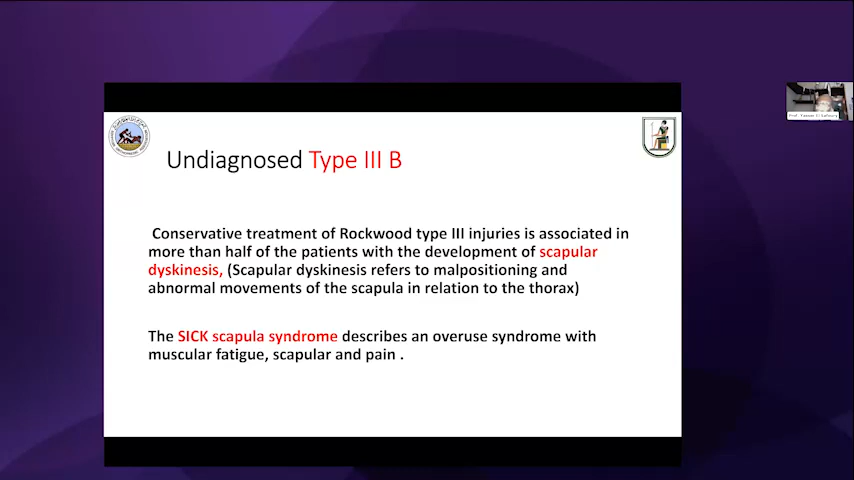 Undiagnosed Type III B
Conservative treatment of Rockwood type III injuries is associated in
more than half of the patients with the development of scapular
dyskinesis, (Scapular dyskinesis refers to malpositioning and
abnormal movements of the scapula in relation to the thorax)
The SICK scapula syndrome describes an overuse syndrome with
muscular fatigue, scapular and pain .